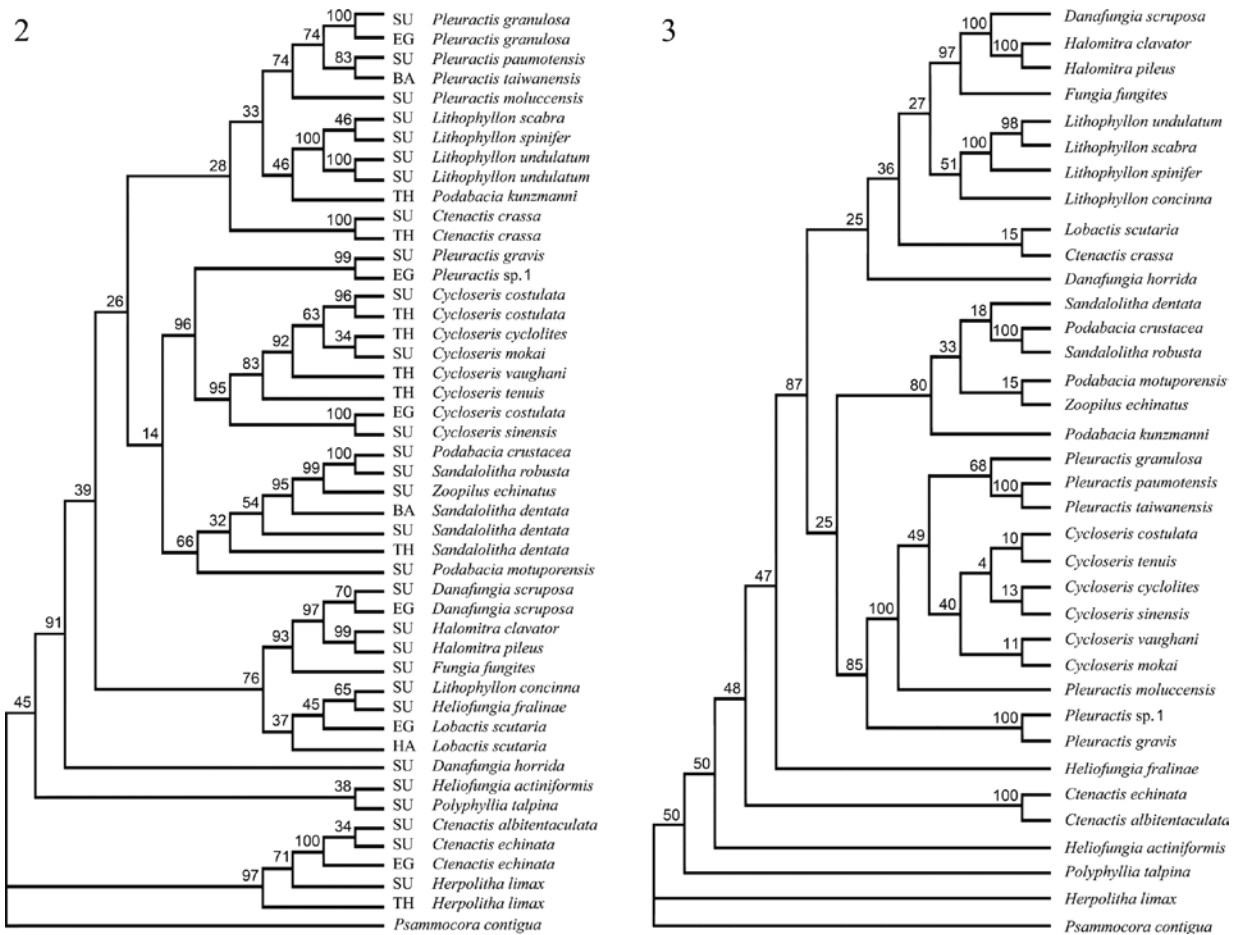 2
100 SU Pleuractis granulosa
74 EG Pleuractis granulosa
74 83 SU Pleuractis paumotensis
BA Pleuractis taiwanensis
33 SU Pleuractis moluccensis
46 SU Lithophyllon scabra
100 SU Lithophyllon spinifer
100 SU Lithophyllon undulatum
28 46 SU Lithophyllon undulatum
TH Podabacia kunzmanni
100 SU Ctenactis crassa
TH Ctenactis crassa
99 SU Pleuractis gravis
EG Pleuractis sp.1
26 96 SU Cycloseris costulata
63 TH Cycloseris costulata
96 92 34 TH Cycloseris cyclolites
SU Cycloseris mokai
83 TH Cycloseris vaughani
95 TH Cycloseris tenuis
100 EG Cycloseris costulata
14 SU Cycloseris sinensis
100 SU Podabacia crustacea
99 SU Sandalolitha robusta
39 95 SU Zoopilus echinatus
54 BA Sandalolitha dentata
32 SU Sandalolitha dentata
66 TH Sandalolitha dentata
SU Podabacia motuporensis
70 SU Danafungia scruposa
97 EG Danafungia scruposa
91 93 99 SU Halomitra clavator
SU Halomitra pileus
76 SU Fungia fungites
65 SU Lithophyllon concinna
45 45 SU Heliofungia fralinae
37 EG Lobactis scutaria
HA Lobactis scutaria
SU Danafungia horrida
38 SU Heliofungia actiniformis
SU Polyphyllia talpina
34 SU Ctenactis albitentaculata
100 SU Ctenactis echinata
71 EG Ctenactis echinata
97 SU Herpolitha limax
TH Herpolitha limax
Psammocora contigua
3
100 Danafungia scruposa
97 100 Halomitra clavator
Halomitra pileus
27 Fungia fungites
98 Lithophyllon undulatum
100 Lithophyllon scabra
36 51 Lithophyllon spinifer
Lithophyllon concinna
25 15 Lobactis scutaria
Ctenactis crassa
Danafungia horrida
18 Sandalolitha dentata
100 Podabacia crustacea
33 Sandalolitha robusta
87 80 15 Podabacia motuporensis
Zoopilus echinatus
Podabacia kunzmanni
68 Pleuractis granulosa
100 Pleuractis paumotensis
Pleuractis taiwanensis
25 49 10 Cycloseris costulata
4 Cycloseris tenuis
47 13 Cycloseris cyclolites
40 Cycloseris sinensis
100 11 Cycloseris vaughani
Cycloseris mokai
85 Pleuractis moluccensis
48 100 Pleuractis sp.1
Pleuractis gravis
50 Heliofungia fralinae
100 Ctenactis echinata
50 Ctenactis albitentaculata
Heliofungia actiniformis
Polyphyllia talpina
Herpolitha limax
Psammocora contigua